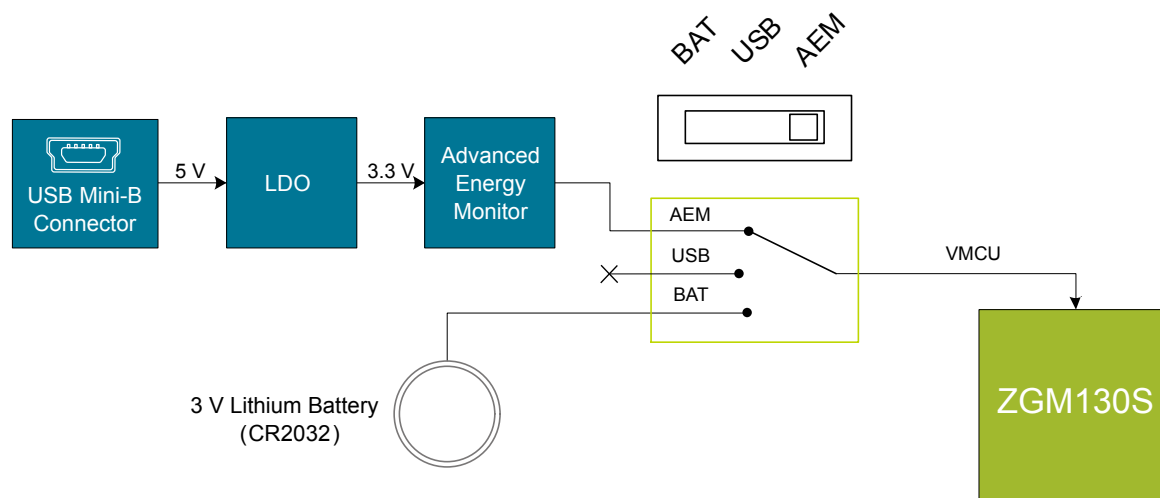 BAT
USB
AEM
USB Mini-B
Connector
5 V
LDO
3.3 V
Advanced
Energy
Monitor
AEM
USB
BAT
VMCU
3 V Lithium Battery
(CR2032)
ZGM130S